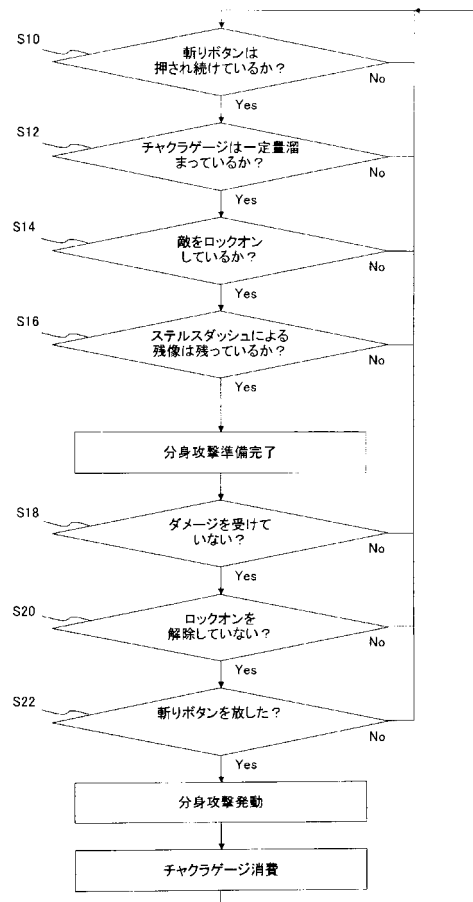 S10
斬りボタンは
押され続けているか?
No
Yes
S12
チャクラゲージは一定量溜
まっているか?
No
Yes
S14
敵をロックオン
しているか?
No
Yes
S16
ステルスダッシュによる
残像は残っているか?
No
Yes
分身攻撃準備完了
S18
ダメージを受けて
いない?
No
Yes
S20
ロックオンを
解除していない?
No
Yes
S22
斬りボタンを放した?
No
Yes
分身攻撃発動
チャクラゲージ消費